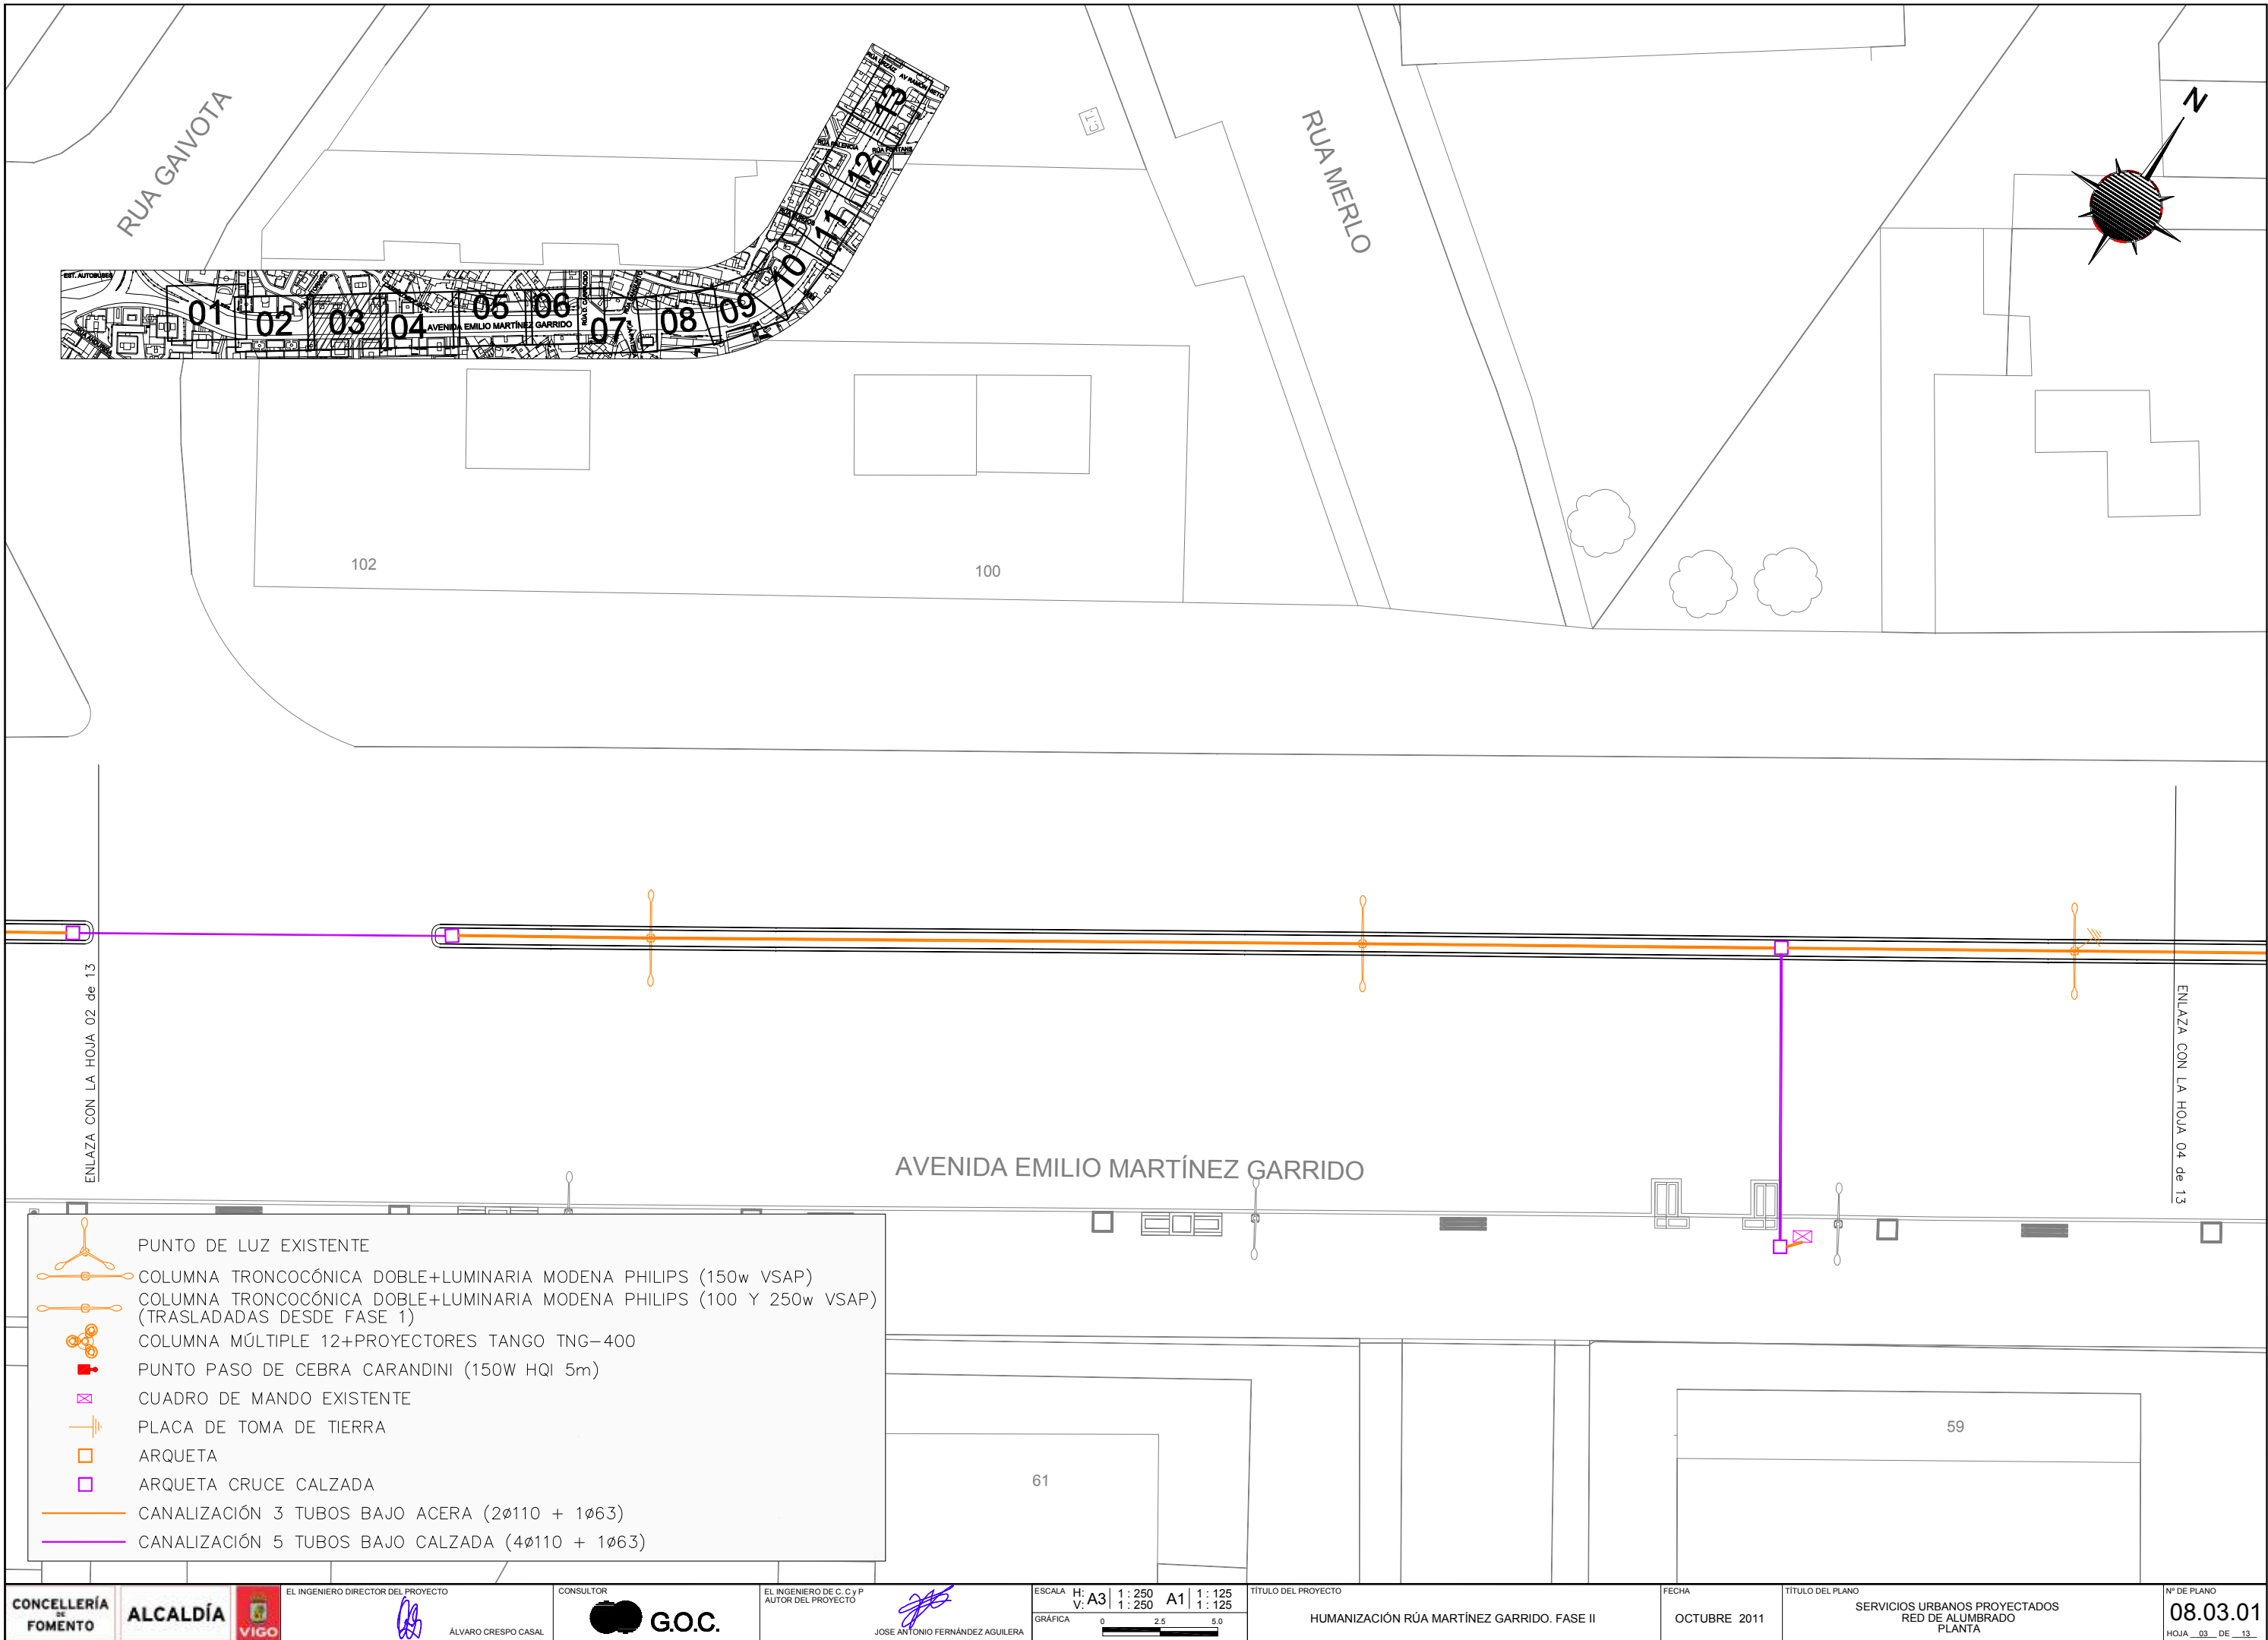 RUA GAIVOTA
RUA MERLO
N
C.T.
RÚA URZAIZ
AV RAMÓN NIETO
13
RÚA PALENCIA
12
11
10
EST. AUTOBUSES
01
02
03
04
05
06
07
08
09
AVENIDA EMILIO MARTÍNEZ GARRIDO
102
100
ENLAZA CON LA HOJA 02 de 13
ENLAZA CON LA HOJA 04 de 13
AVENIDA EMILIO MARTÍNEZ GARRIDO
PUNTO DE LUZ EXISTENTE
COLUMNA TRONCOCÓNICA DOBLE+LUMINARIA MODENA PHILIPS (150w VSAP)
COLUMNA TRONCOCÓNICA DOBLE+LUMINARIA MODENA PHILIPS (100 Y 250w VSAP)
(TRASLADADAS DESDE FASE 1)
COLUMNA MÚLTIPLE 12+PROYECTORES TANGO TNG-400
PUNTO PASO DE CEBRA CARANDINI (150W HQI 5m)
CUADRO DE MANDO EXISTENTE
PLACA DE TOMA DE TIERRA
ARQUETA
ARQUETA CRUCE CALZADA
CANALIZACIÓN 3 TUBOS BAJO ACERA (2ø110 + 1ø63)
CANALIZACIÓN 5 TUBOS BAJO CALZADA (4ø110 + 1ø63)
61
59
CONCELLERÍA
DE
FOMENTO
ALCALDÍA
VIGO
EL INGENIERO DIRECTOR DEL PROYECTO
ÁLVARO CRESPO CASAL
CONSULTOR
G.O.C.
EL INGENIERO DE C. C y P
AUTOR DEL PROYECTO
JOSE ANTONIO FERNÁNDEZ AGUILERA
ESCALA H: A3 1 : 250 A1 1 : 125
V: 1 : 250 1 : 125
GRÁFICA 0 2.5 5.0
TÍTULO DEL PROYECTO
HUMANIZACIÓN RÚA MARTÍNEZ GARRIDO. FASE II
FECHA
OCTUBRE 2011
TÍTULO DEL PLANO
SERVICIOS URBANOS PROYECTADOS
RED DE ALUMBRADO
PLANTA
Nº DE PLANO
08.03.01
HOJA 03 DE 13